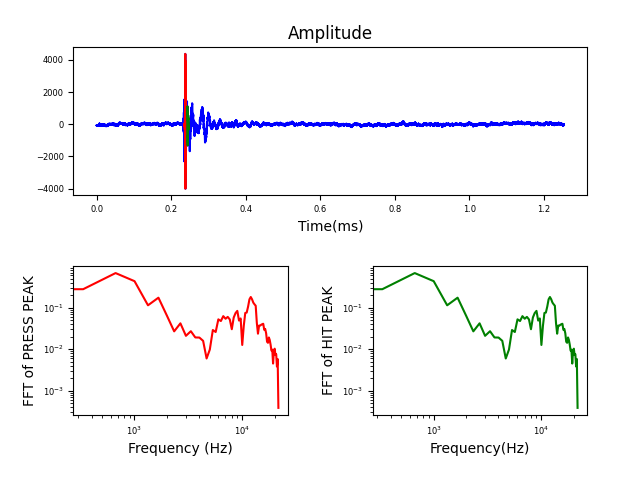 Amplitude
4000
2000
0
−2000
−4000
0.0 0.2 0.4 0.6 0.8 1.0 1.2
Time(ms)
FFT of PRESS PEAK
10⁻¹
10⁻²
10⁻³
10³ 10⁴
Frequency (Hz)
FFT of HIT PEAK
10⁻¹
10⁻²
10⁻³
10³ 10⁴
Frequency(Hz)